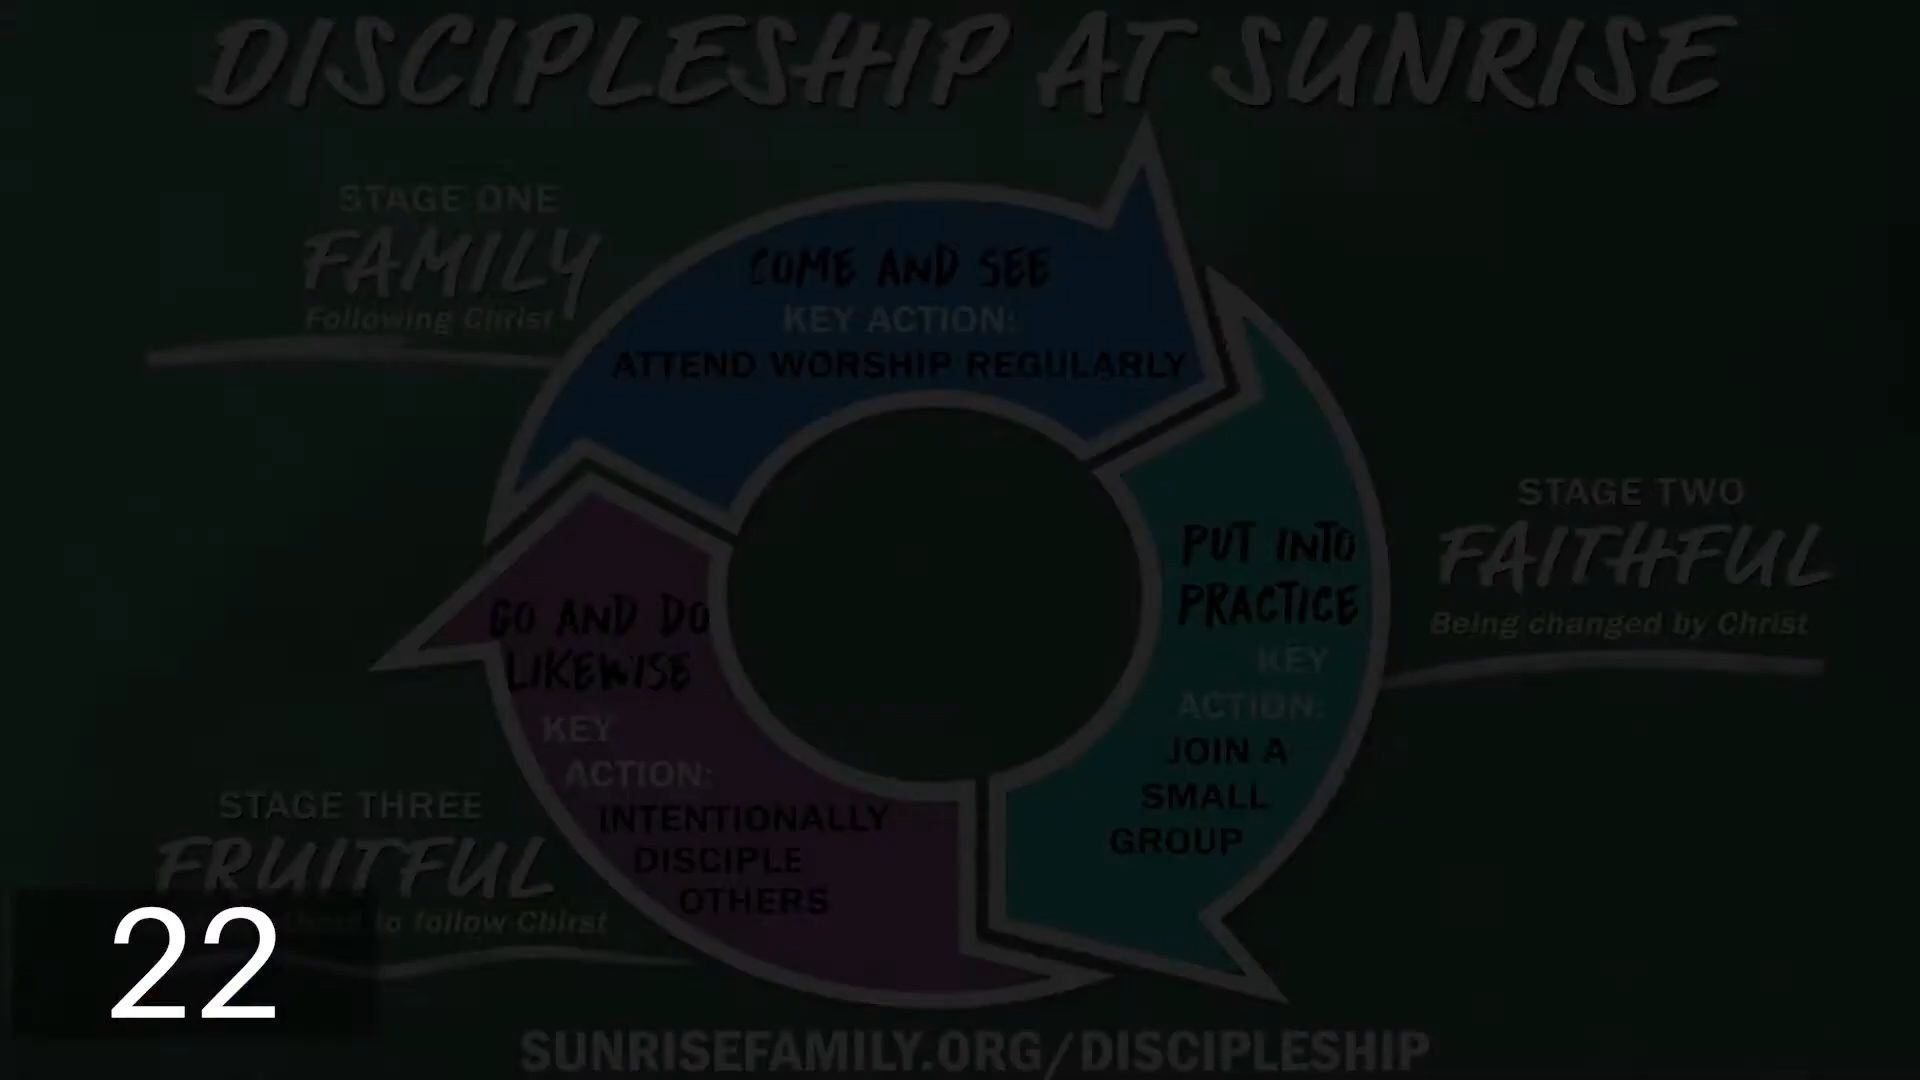 DISCIPLESHIP AT SUNRISE
STAGE ONE
FAMILY
Following Christ
COME AND SEE
KEY ACTION:
ATTEND WORSHIP REGULARLY
STAGE TWO
FAITHFUL
Being changed by Christ
PUT INTO
PRACTICE
KEY
ACTION:
JOIN A
SMALL
GROUP
GO AND DO
LIKEWISE
KEY
ACTION:
INTENTIONALLY
DISCIPLE
OTHERS
STAGE THREE
FRUITFUL
to follow Chirst
22
SUNRISEFAMILY.ORG/DISCIPLESHIP